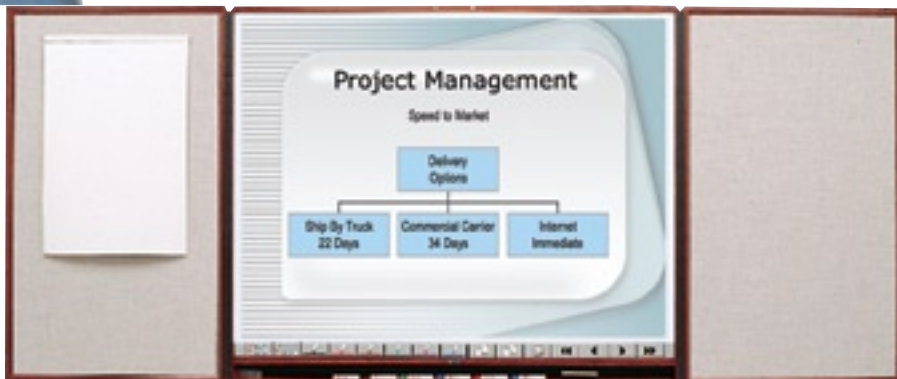 Project Management
Speed to Market
Delivery
Options
Ship By Truck
22 Days
Commercial Carrier
34 Days
Internet
Immediate